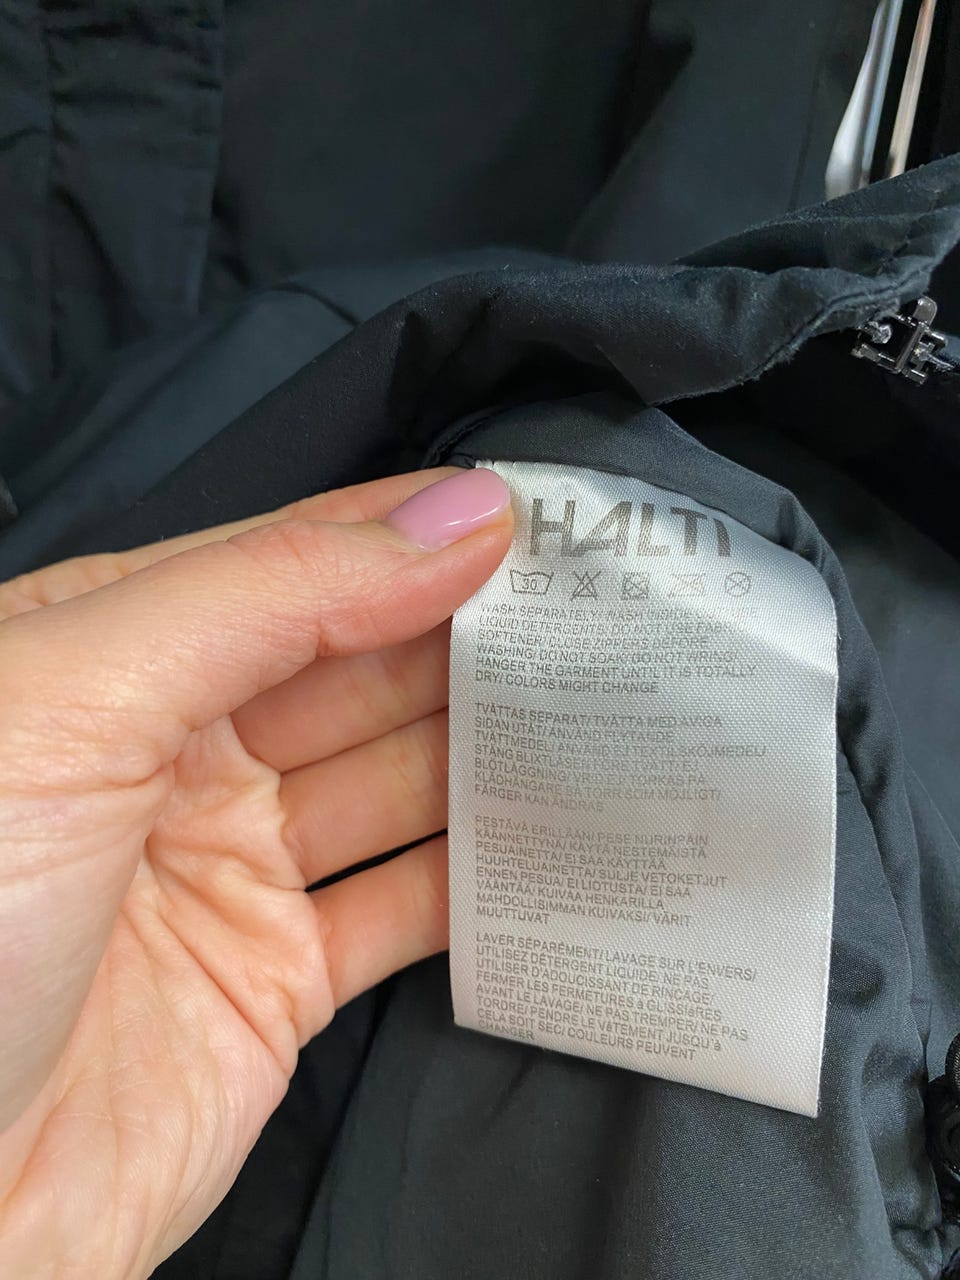 HALTI
30
WASH SEPARATELY/ WASH INSIDE
LIQUID DETERGENT/ DO NOT USE FABRIC
SOFTENER/ CLOSE ZIPPERS BEFORE
WASHING/ DO NOT SOAK/ DO NOT WRING/
HANGER THE GARMENT UNTIL IT IS TOTALLY
DRY/ COLORS MIGHT CHANGE
TVÄTTAS SEPARAT/ TVÄTTA MED AVIGA
SIDAN UTÅT/ ANVÄND FLYTANDE
TVÄTTMEDEL/ ANVÄND EJ TEXTILSKÖJMEDEL/
STÄNG BLIXTLÅSEN FÖRE TVÄTT/ EJ
BLÖTLÄGGNING/ VRID EJ/ TORKAS PÅ
KLÄDHÄNGARE SÅ TORR SOM MÖJLIGT/
FÄRGER KAN ÄNDRAS
PESTÄVÄ ERILLÄÄN/ PESE NURINPÄIN
KÄÄNNETTYNÄ/ KÄYTÄ NESTEMÄISTÄ
PESUAINETTA/ EI SAA KÄYTTÄÄ
HUUHTELUAINETTA/ SULJE VETOKETJUT
ENNEN PESUA/ EI LIOTUSTA/ EI SAA
VÄÄNTÄÄ/ KUIVAA HENKARILLA
MAHDOLLISIMMAN KUIVAKSI/ VÄRIT
MUUTTUVAT
LAVER SÉPARÉMENT/ LAVAGE SUR L'ENVERS/
UTILISEZ DÉTERGENT LIQUIDE, NE PAS
UTILISER D'ADOUCISSANT DE RINÇAGE/
FERMER LES FERMETURES à GLISSIèRES
AVANT LE LAVAGE/ NE PAS TREMPER/ NE PAS
TORDRE/ PENDRE LE VêTEMENT JUSQU'à
CELA SOIT SEC/ COULEURS PEUVENT
CHANGER